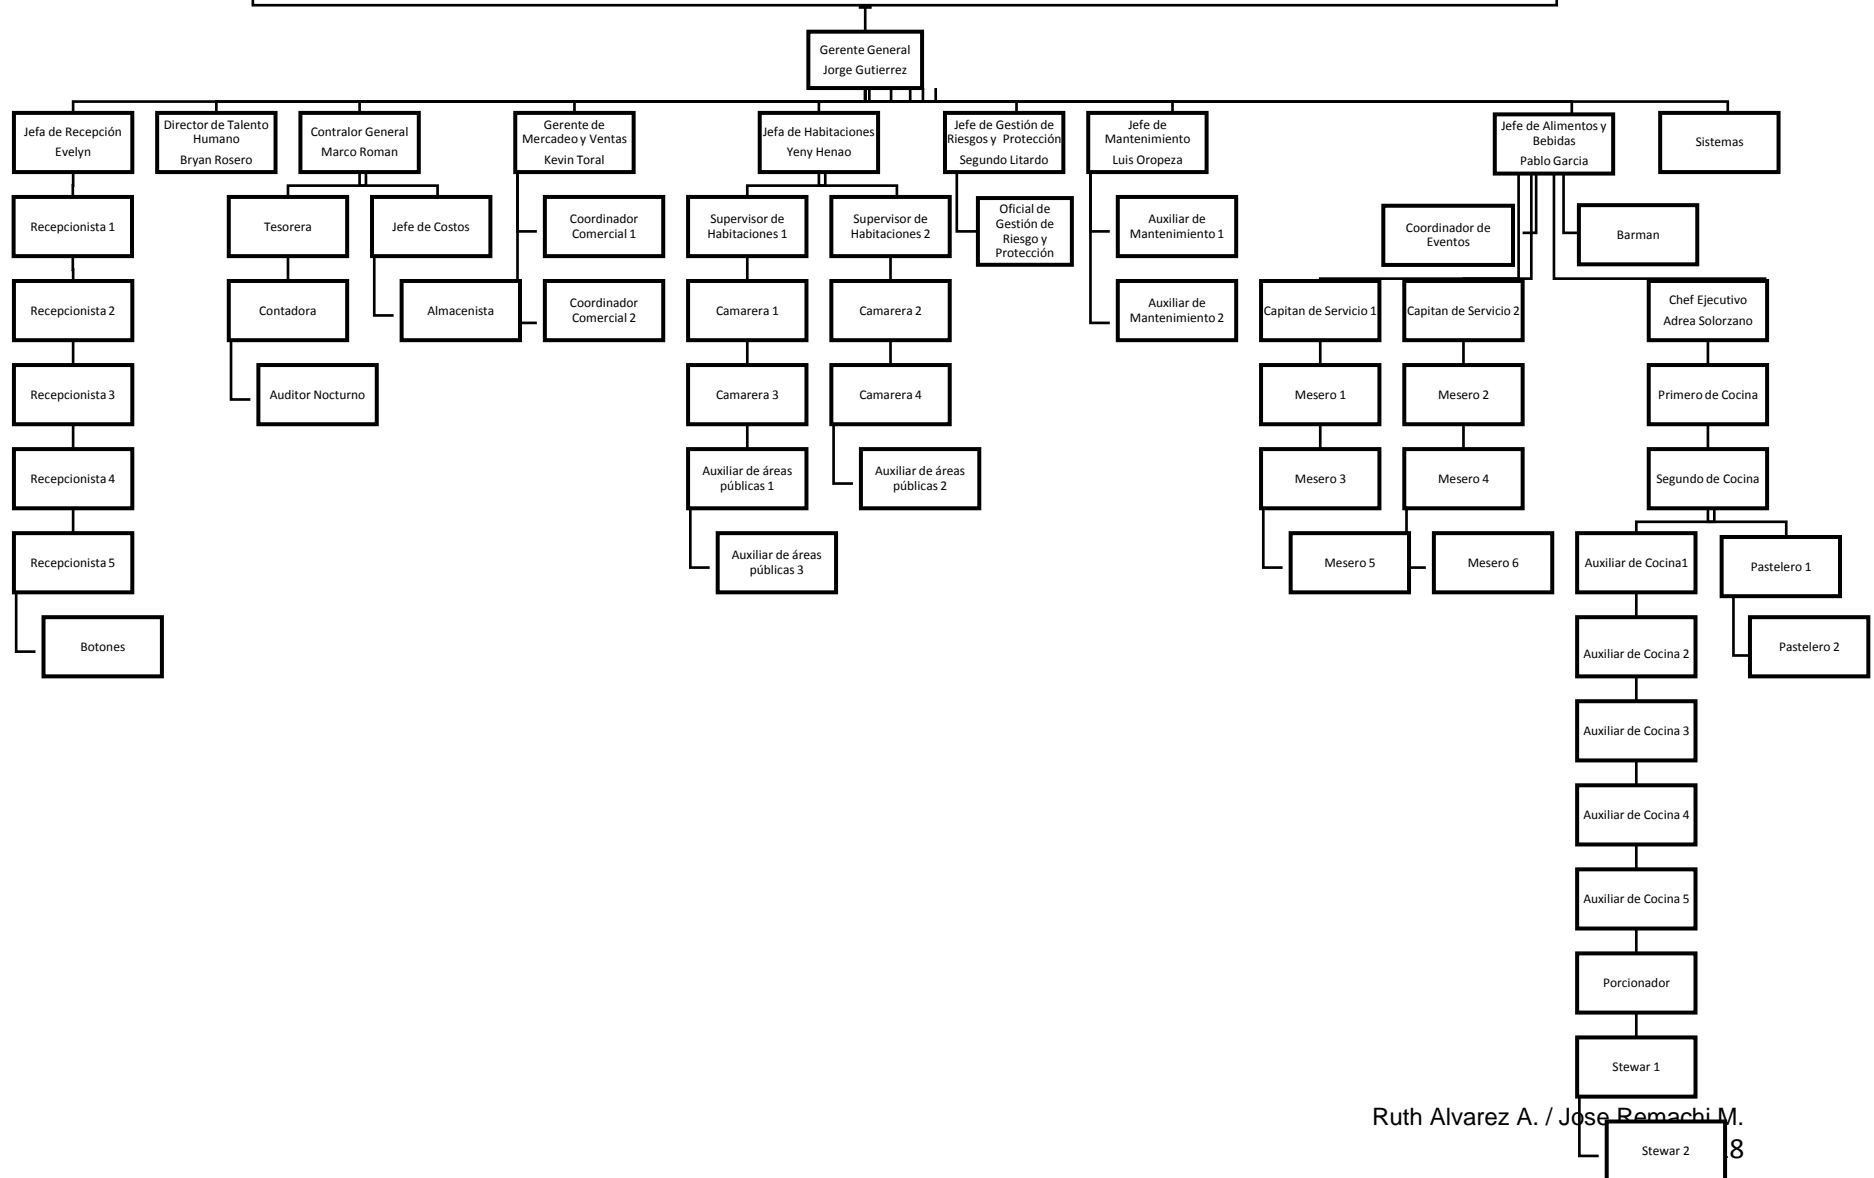 Gerente General
Jorge Gutierrez
Jefa de Recepción
Evelyn
Director de Talento
Humano
Bryan Rosero
Contralor General
Marco Roman
Gerente de
Mercadeo y Ventas
Kevin Toral
Jefa de Habitaciones
Yeny Henao
Jefe de Gestión de
Riesgos y Protección
Segundo Litardo
Jefe de
Mantenimiento
Luis Oropeza
Jefe de Alimentos y
Bebidas
Pablo Garcia
Sistemas
Recepcionista 1
Tesorera
Jefe de Costos
Coordinador
Comercial 1
Supervisor de
Habitaciones 1
Supervisor de
Habitaciones 2
Oficial de
Gestión de
Riesgo y
Protección
Auxiliar de
Mantenimiento 1
Coordinador de
Eventos
Barman
Recepcionista 2
Contadora
Almacenista
Coordinador
Comercial 2
Camarera 1
Camarera 2
Auxiliar de
Mantenimiento 2
Capitan de Servicio 1
Capitan de Servicio 2
Chef Ejecutivo
Adrea Solorzano
Recepcionista 3
Auditor Nocturno
Camarera 3
Camarera 4
Mesero 1
Mesero 2
Primero de Cocina
Recepcionista 4
Auxiliar de áreas
públicas 1
Auxiliar de áreas
públicas 2
Mesero 3
Mesero 4
Segundo de Cocina
Recepcionista 5
Auxiliar de áreas
públicas 3
Mesero 5
Mesero 6
Auxiliar de Cocina1
Pastelero 1
Botones
Auxiliar de Cocina 2
Pastelero 2
Auxiliar de Cocina 3
Auxiliar de Cocina 4
Auxiliar de Cocina 5
Porcionador
Stewar 1
Ruth Alvarez A. / Jose Remachi M.
Stewar 2